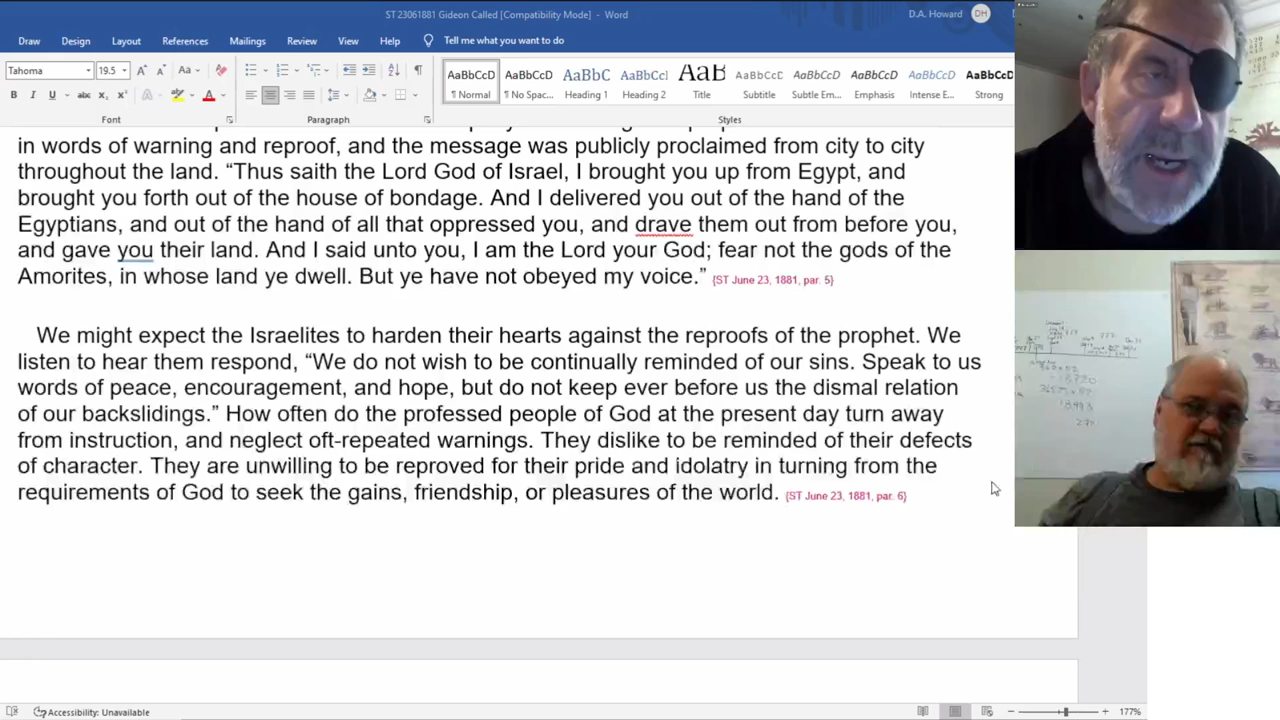 ST 23061881 Gideon Called [Compatibility Mode] - Word
D.A. Howard DH
Draw Design Layout References Mailings Review View Help Tell me what you want to do
Tahoma 19.5
AaBbCcD AaBbCcD AaBbC AaBbCcD AaB AaBbCcD AaBbCcD AaBbCcD AaBbCcD AaBbCcD
¶ Normal ¶ No Spac... Heading 1 Heading 2 Title Subtitle Subtle Em... Emphasis Intense E... Strong
Font Paragraph Styles
in words of warning and reproof, and the message was publicly proclaimed from city to city
throughout the land. “Thus saith the Lord God of Israel, I brought you up from Egypt, and
brought you forth out of the house of bondage. And I delivered you out of the hand of the
Egyptians, and out of the hand of all that oppressed you, and drave them out from before you,
and gave you their land. And I said unto you, I am the Lord your God; fear not the gods of the
Amorites, in whose land ye dwell. But ye have not obeyed my voice.” {ST June 23, 1881, par. 5}
We might expect the Israelites to harden their hearts against the reproofs of the prophet. We
listen to hear them respond, “We do not wish to be continually reminded of our sins. Speak to us
words of peace, encouragement, and hope, but do not keep ever before us the dismal relation
of our backslidings.” How often do the professed people of God at the present day turn away
from instruction, and neglect oft-repeated warnings. They dislike to be reminded of their defects
of character. They are unwilling to be reproved for their pride and idolatry in turning from the
requirements of God to seek the gains, friendship, or pleasures of the world. {ST June 23, 1881, par. 6}
Accessibility: Unavailable
177%